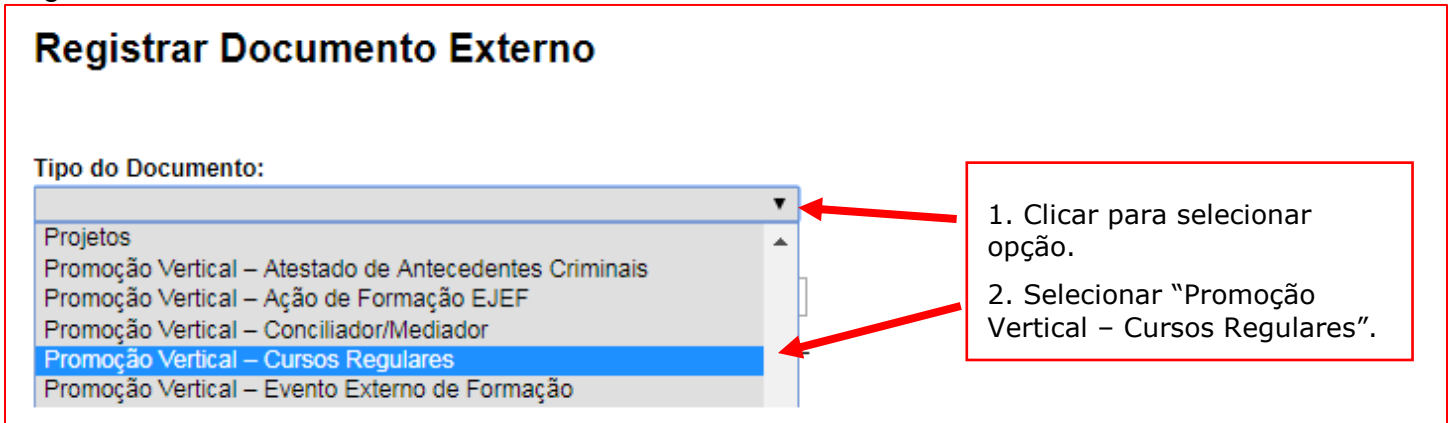 Registrar Documento Externo
Tipo do Documento:
Projetos
Promoção Vertical – Atestado de Antecedentes Criminais
Promoção Vertical – Ação de Formação EJEF
Promoção Vertical – Conciliador/Mediador
Promoção Vertical – Cursos Regulares
Promoção Vertical – Evento Externo de Formação
1. Clicar para selecionar
opção.
2. Selecionar “Promoção
Vertical – Cursos Regulares”.